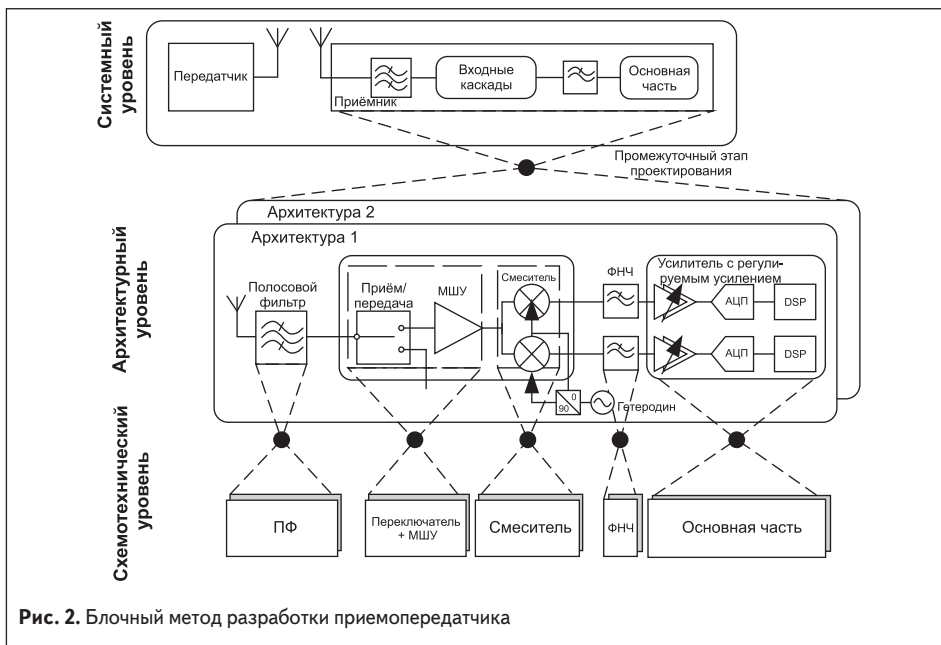 Системный
уровень
Передатчик
Приёмник
Входные
каскады
Основная
часть
Промежуточный этап
проектирования
Архитектурный
уровень
Архитектура 2
Архитектура 1
Полосовой
фильтр
Приём/
передача
МШУ
Смеситель
ФНЧ
Усилитель с регули-
руемым усилением
АЦП
DSP
АЦП
DSP
0
90
Гетеродин
Схемотехнический
уровень
ПФ
Переключатель
+ МШУ
Смеситель
ФНЧ
Основная часть
Рис. 2. Блочный метод разработки приемопередатчика